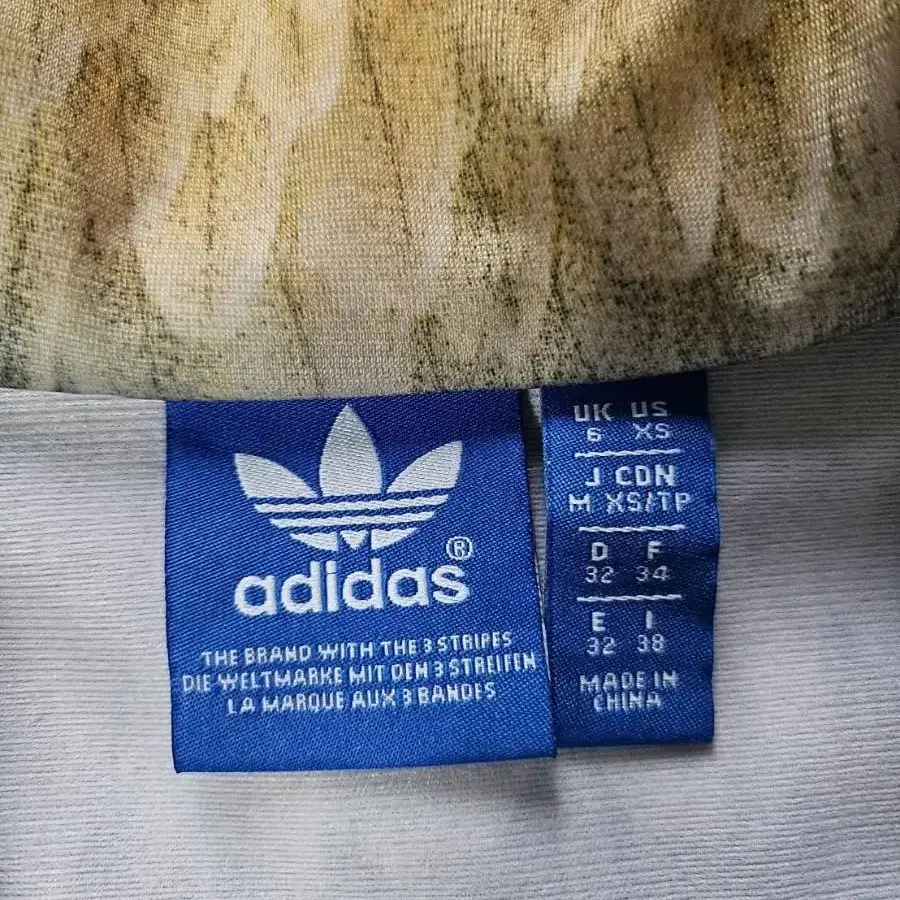 adidas®
THE BRAND WITH THE 3 STRIPES
DIE WELTMARKE MIT DEN 3 STREIFEN
LA MARQUE AUX 3 BANDES
UK US
6 XS
J CDN
M XS/TP
D F
32 34
E I
32 38
MADE IN
CHINA